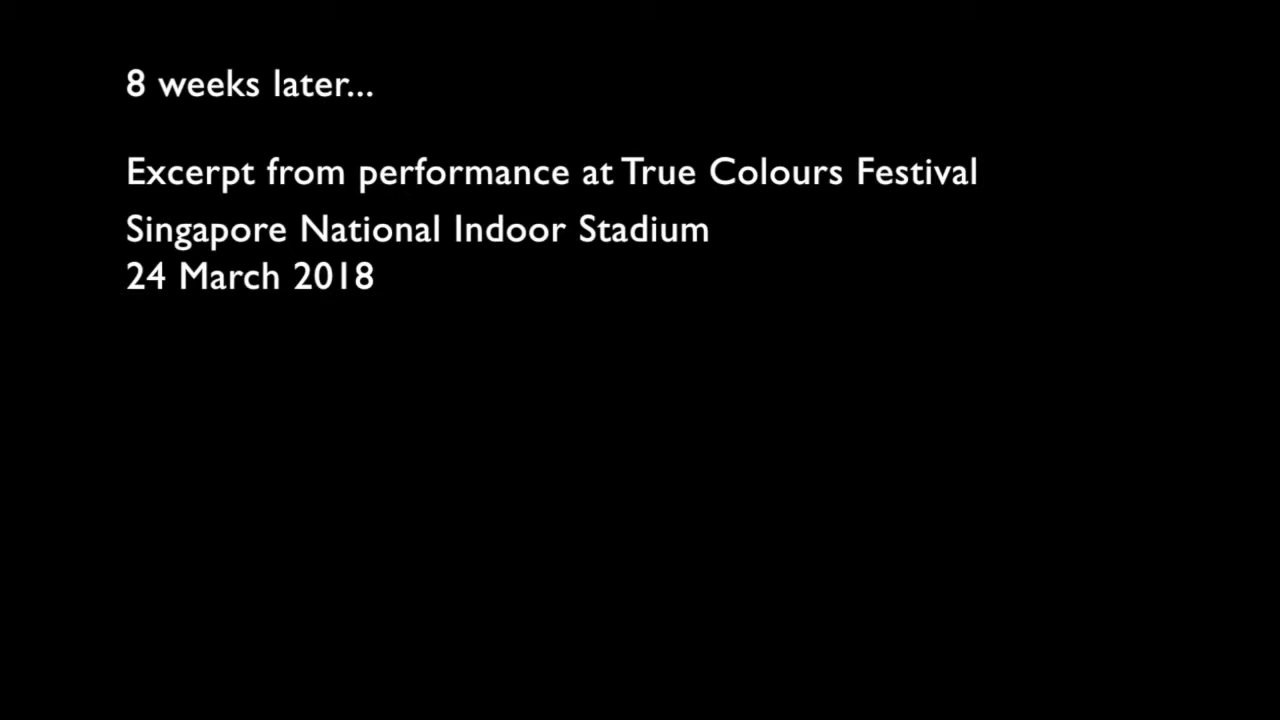 8 weeks later...
Excerpt from performance at True Colours Festival
Singapore National Indoor Stadium
24 March 2018